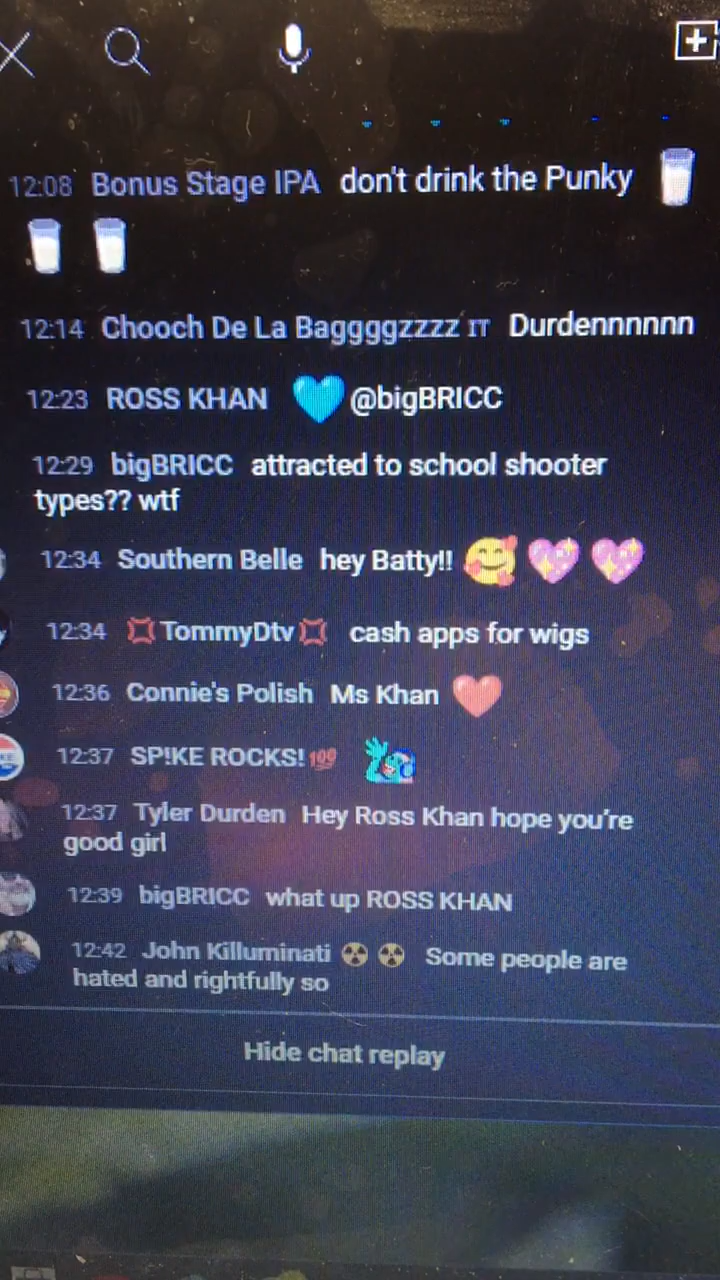 12:08 Bonus Stage IPA don't drink the Punky 🥛
🥛 🥛
12:14 Chooch De La Baggggzzzz IT Durdennnnnn
12:23 ROSS KHAN 🩵 @bigBRICC
12:29 bigBRICC attracted to school shooter
types?? wtf
12:34 Southern Belle hey Batty!! 🥰 💖 💖
12:34 💢TommyDtv💢 cash apps for wigs
12:36 Connie's Polish Ms Khan ❤️
12:37 SP!KE ROCKS!💯
12:37 Tyler Durden Hey Ross Khan hope you're
good girl
12:39 bigBRICC what up ROSS KHAN
12:42 John Killuminati ☢️ ☢️ Some people are
hated and rightfully so
Hide chat replay